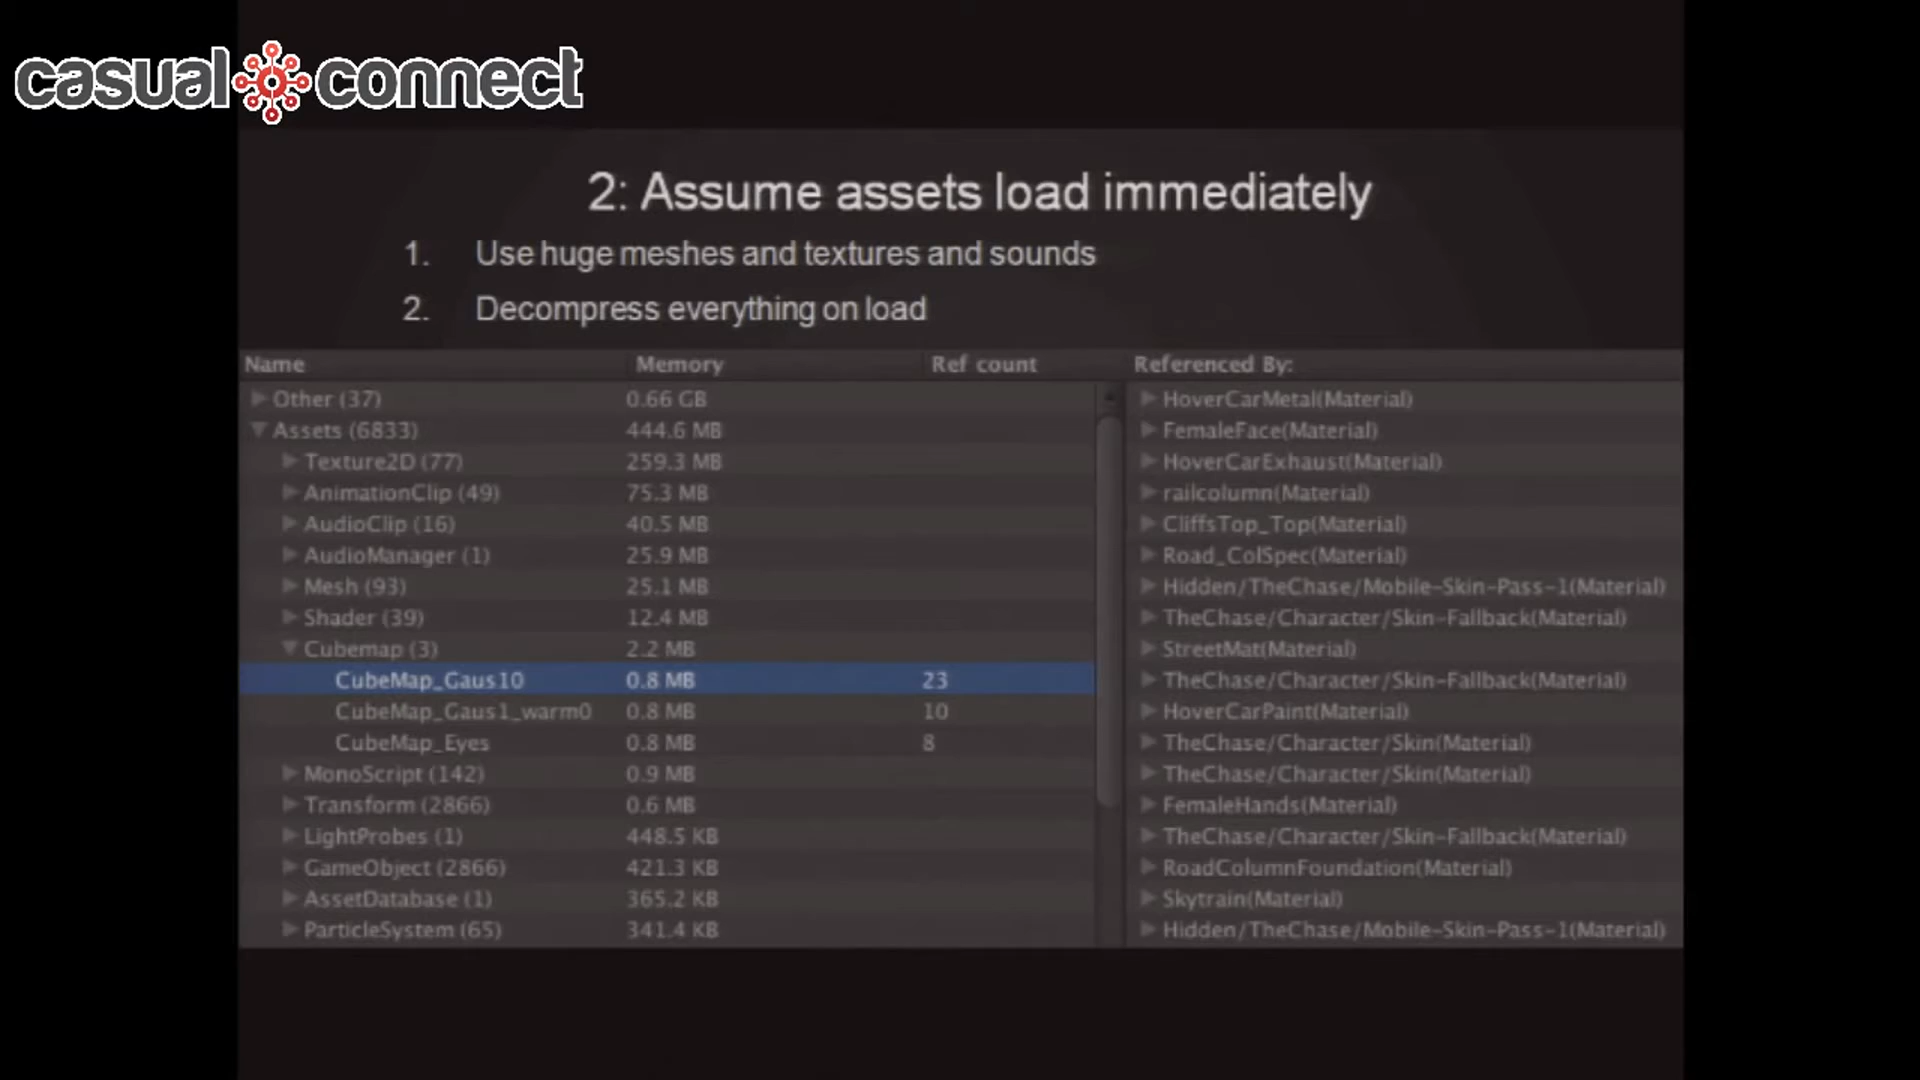 casual connect
2: Assume assets load immediately
1. Use huge meshes and textures and sounds
2. Decompress everything on load
Name Memory Ref count Referenced By:
Other (37) 0.66 GB HoverCarMetal(Material)
Assets (6833) 444.6 MB FemaleFace(Material)
Texture2D (77) 259.3 MB HoverCarExhaust(Material)
AnimationClip (49) 75.3 MB railcolumn(Material)
AudioClip (16) 40.5 MB CliffsTop_Top(Material)
AudioManager (1) 25.9 MB Road_ColSpec(Material)
Mesh (93) 25.1 MB Hidden/TheChase/Mobile-Skin-Pass-1(Material)
Shader (39) 12.4 MB TheChase/Character/Skin-Fallback(Material)
Cubemap (3) 2.2 MB StreetMat(Material)
CubeMap_Gaus10 0.8 MB 23 TheChase/Character/Skin-Fallback(Material)
CubeMap_Gaus1_warm0 0.8 MB 10 HoverCarPaint(Material)
CubeMap_Eyes 0.8 MB 8 TheChase/Character/Skin(Material)
MonoScript (142) 0.9 MB TheChase/Character/Skin(Material)
Transform (2866) 0.6 MB FemaleHands(Material)
LightProbes (1) 448.5 KB TheChase/Character/Skin-Fallback(Material)
GameObject (2866) 421.3 KB RoadColumnFoundation(Material)
AssetDatabase (1) 365.2 KB Skytrain(Material)
ParticleSystem (65) 341.4 KB Hidden/TheChase/Mobile-Skin-Pass-1(Material)